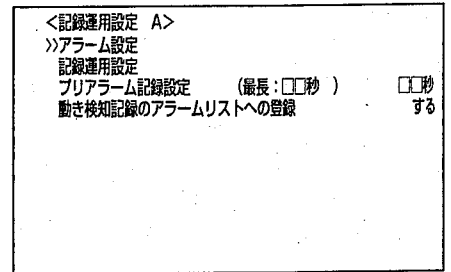 <記録運用設定 A>
>>アラーム設定
記録運用設定
プリアラーム記録設定 (最長:□□秒 ) □□秒
動き検知記録のアラームリストへの登録 する